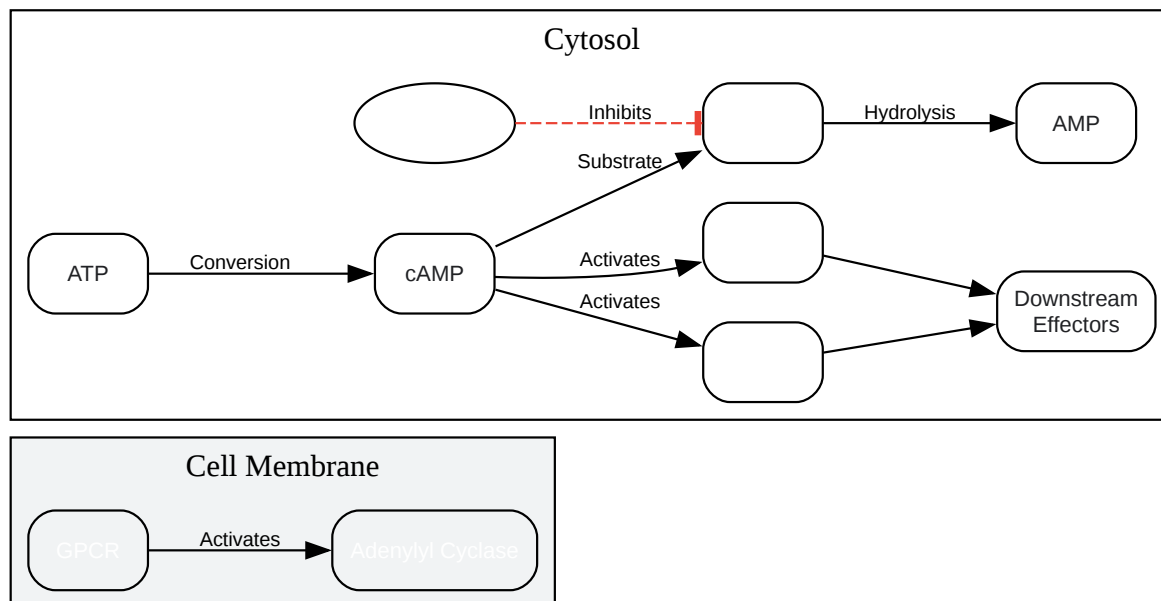 Cytosol
Inhibits
Hydrolysis
AMP
Substrate
ATP
Conversion
cAMP
Activates
Activates
Downstream
Effectors
Cell Membrane
GPCR
Activates
Adenylyl Cyclase